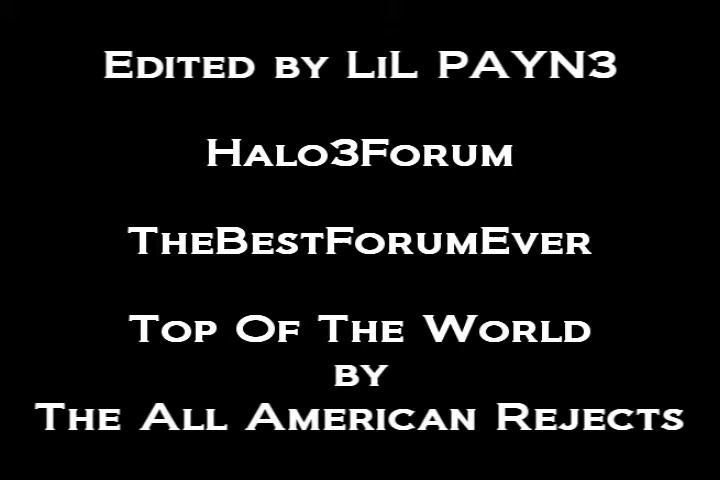 Edited by LiL PAYN3
Halo3Forum
TheBestForumEver
Top Of The World
by
The All American Rejects